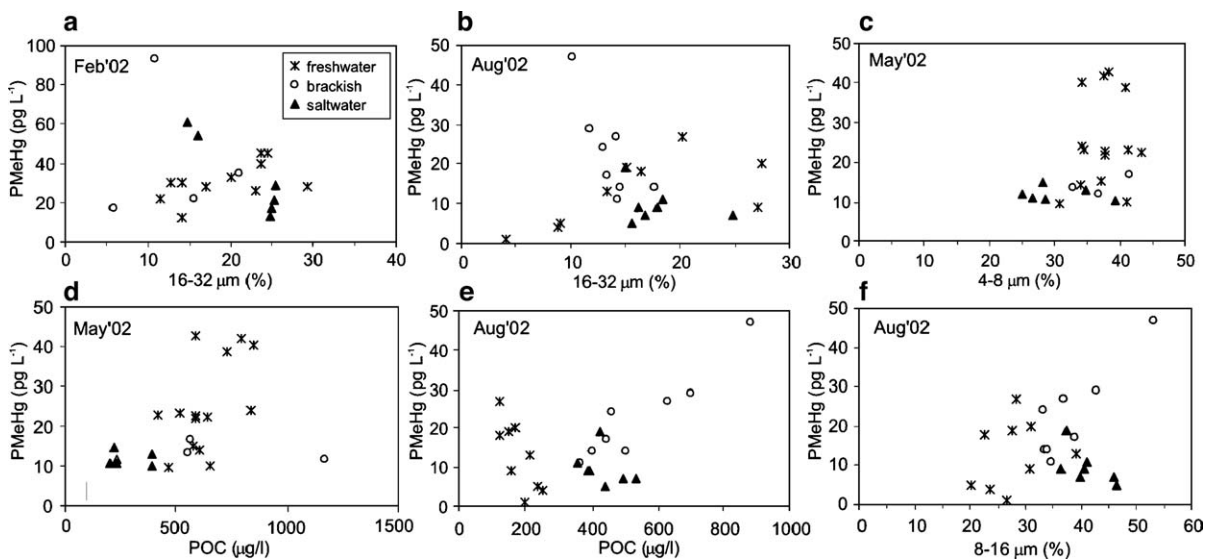 a
Feb'02
freshwater
brackish
saltwater
PMeHg (pg L⁻¹)
100
80
60
40
20
0
0 10 20 30 40
16-32 µm (%)
b
Aug'02
PMeHg (pg L⁻¹)
50
40
30
20
10
0
0 10 20 30
16-32 µm (%)
c
May'02
PMeHg (pg L⁻¹)
50
40
30
20
10
0
0 10 20 30 40 50
4-8 µm (%)
d
May'02
PMeHg (pg L⁻¹)
50
40
30
20
10
0
0 500 1000 1500
POC (µg/l)
e
Aug'02
PMeHg (pg L⁻¹)
50
40
30
20
10
0
0 200 400 600 800 1000
POC (µg/l)
f
Aug'02
PMeHg (pg L⁻¹)
50
40
30
20
10
0
0 10 20 30 40 50 60
8-16 µm (%)